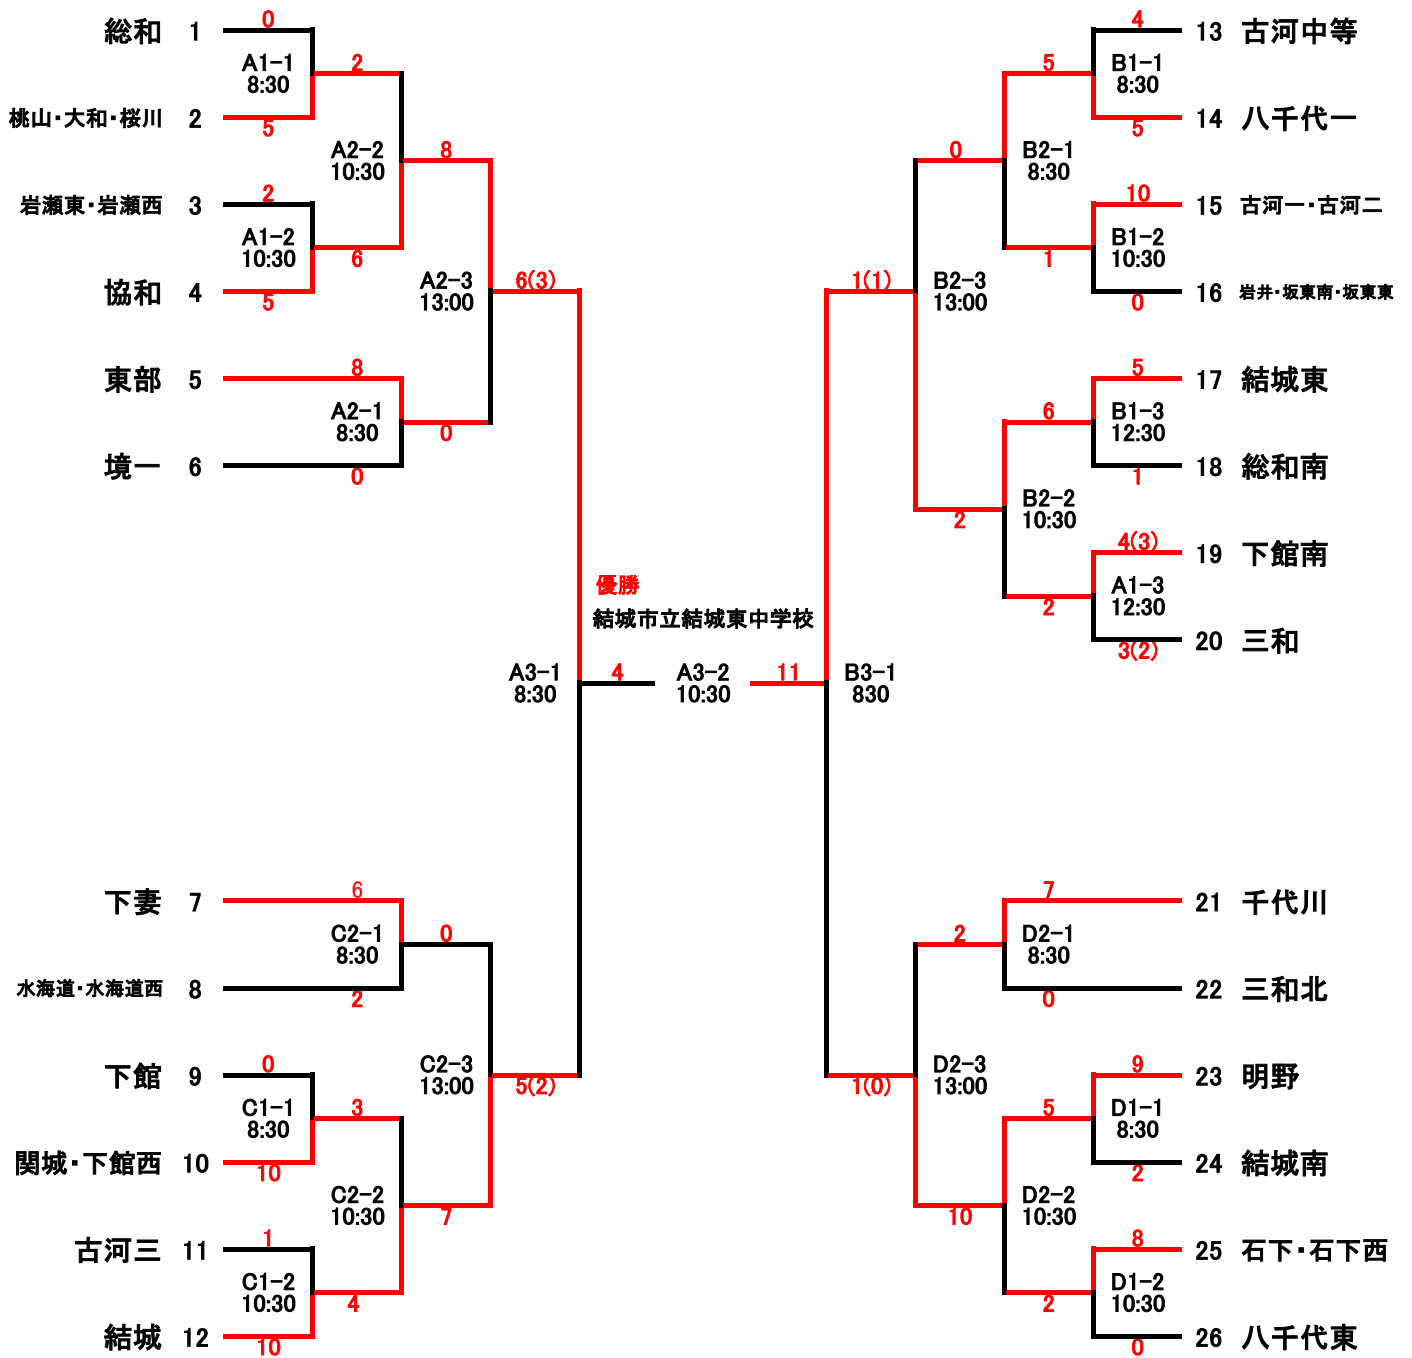 総和 1 0
A1-1
8:30
2
桃山・大和・桜川 2 5
A2-2
10:30
8
岩瀬東・岩瀬西 3 2
A1-2
10:30
6
協和 4 5
A2-3
13:00
6(3)
東部 5 8
A2-1
8:30
0
境一 6 0
下妻 7 6
C2-1
8:30
0
水海道・水海道西 8 2
C2-3
13:00
5(2)
下館 9 0
C1-1
8:30
3
関城・下館西 10 10
C2-2
10:30
7
古河三 11 1
C1-2
10:30
4
結城 12 10
優勝
結城市立結城東中学校
A3-1
8:30
4
A3-2
10:30
11
B3-1
830
4 13 古河中等
5
B1-1
8:30
5 14 八千代一
0
B2-1
8:30
10 15 古河一・古河二
1
B1-2
10:30
0 16 岩井・坂東南・坂東東
1(1)
B2-3
13:00
5 17 結城東
6
B1-3
12:30
1 18 総和南
2
B2-2
10:30
4(3) 19 下館南
2
A1-3
12:30
3(2) 20 三和
7 21 千代川
2
D2-1
8:30
0 22 三和北
1(0)
D2-3
13:00
9 23 明野
5
D1-1
8:30
2 24 結城南
10
D2-2
10:30
8 25 石下・石下西
2
D1-2
10:30
0 26 八千代東